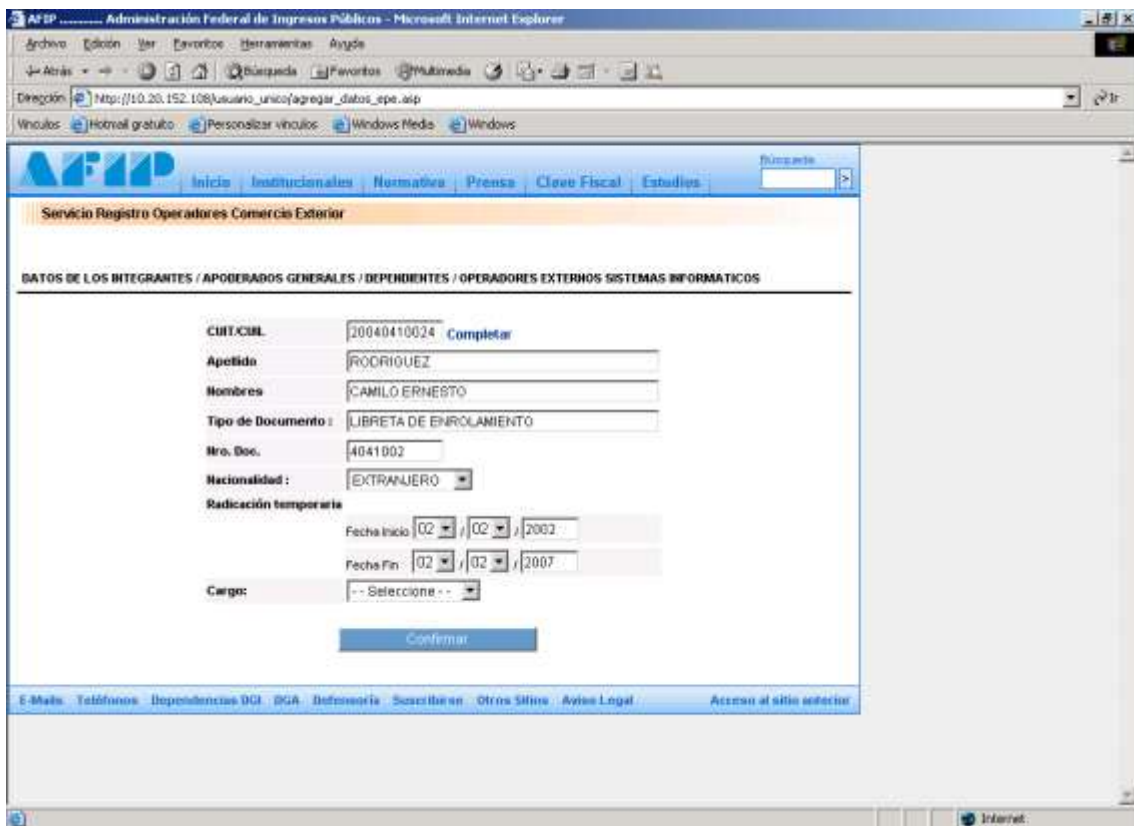 AFIP ............ Administración Federal de Ingresos Públicos - Microsoft Internet Explorer
Archivo Edición Ver Favoritos Herramientas Ayuda
Atrás Búsqueda Favoritos Multimedia
Dirección http://10.20.152.108/usuario_unico/agregar_datos_epe.asp Ir
Vínculos Hotmail gratuito Personalizar vínculos Windows Media Windows
Búsqueda
AFIP Inicio Institucionales Normativa Prensa Clave Fiscal Estudios >
Servicio Registro Operadores Comercio Exterior
DATOS DE LOS INTEGRANTES / APODERADOS GENERALES / DEPENDIENTES / OPERADORES EXTERNOS SISTEMAS INFORMATICOS
CUIT/CUIL 20040410024 Completar
Apellido RODRIGUEZ
Nombres CAMILO ERNESTO
Tipo de Documento : LIBRETA DE ENROLAMIENTO
Nro. Doc. 4041002
Nacionalidad : EXTRANJERO
Radicación temporaria
Fecha Inicio 02 / 02 / 2002
Fecha Fin 02 / 02 / 2007
Cargo: - - Seleccione - -
Confirmar
E-Mails Teléfonos Dependencias DGI DGA Defensoría Suscribirse Otros Sitios Aviso Legal Acceso al sitio anterior
Internet